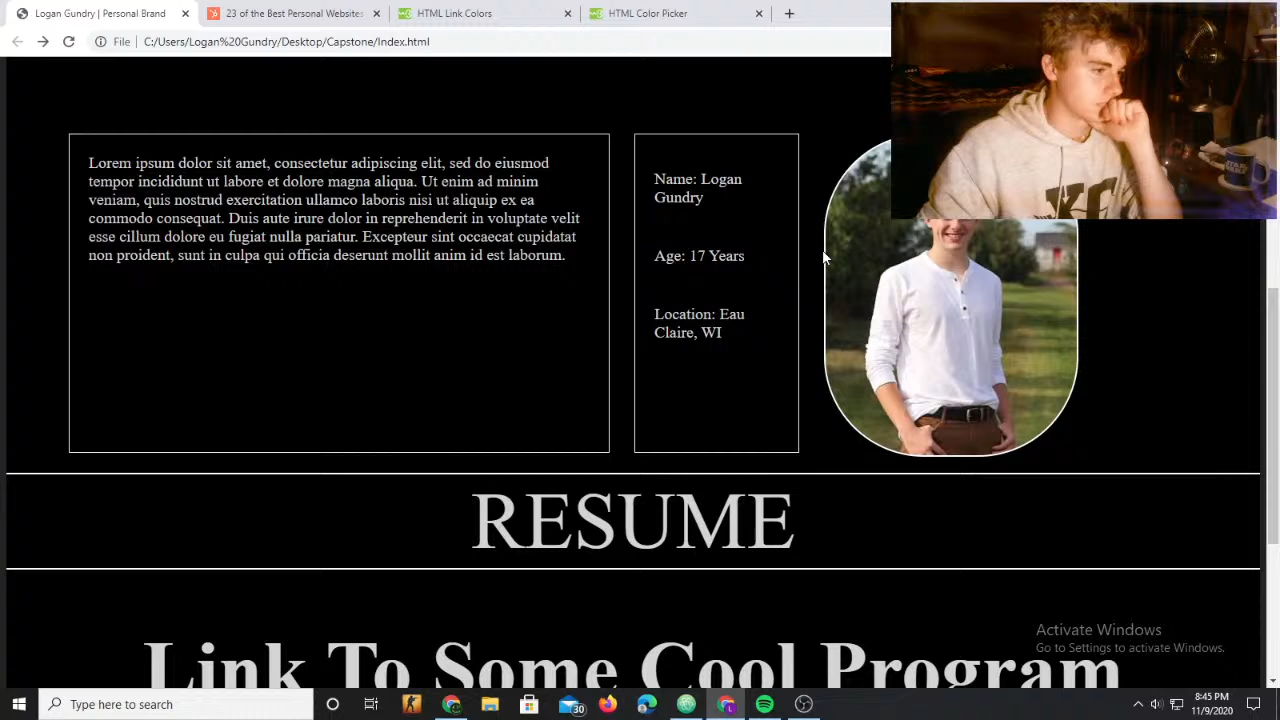 Logan Gundry | Personal Brand
23 of the Best Personal Websites
HTML Link Colors
HTML Color Picker
File
C:/Users/Logan%20Gundry/Desktop/Capstone/Index.html
Lorem ipsum dolor sit amet, consectetur adipiscing elit, sed do eiusmod
tempor incididunt ut labore et dolore magna aliqua. Ut enim ad minim
veniam, quis nostrud exercitation ullamco laboris nisi ut aliquip ex ea
commodo consequat. Duis aute irure dolor in reprehenderit in voluptate velit
esse cillum dolore eu fugiat nulla pariatur. Excepteur sint occaecat cupidatat
non proident, sunt in culpa qui officia deserunt mollit anim id est laborum.
Name: Logan
Gundry
Age: 17 Years
Location: Eau
Claire, WI
RESUME
Link To Some Cool Program
Activate Windows
Go to Settings to activate Windows.
Type here to search
30
8:45 PM
11/9/2020